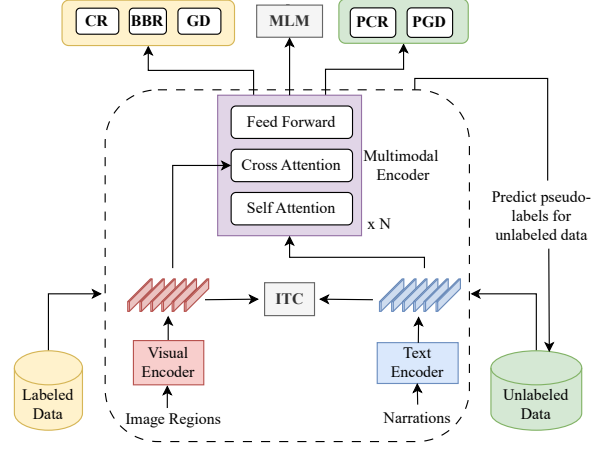 CR BBR GD
MLM
PCR PGD
Feed Forward
Cross Attention
Self Attention
Multimodal
Encoder
x N
Predict pseudo-
labels for
unlabeled data
ITC
Visual
Encoder
Text
Encoder
Labeled
Data
Unlabeled
Data
Image Regions
Narrations